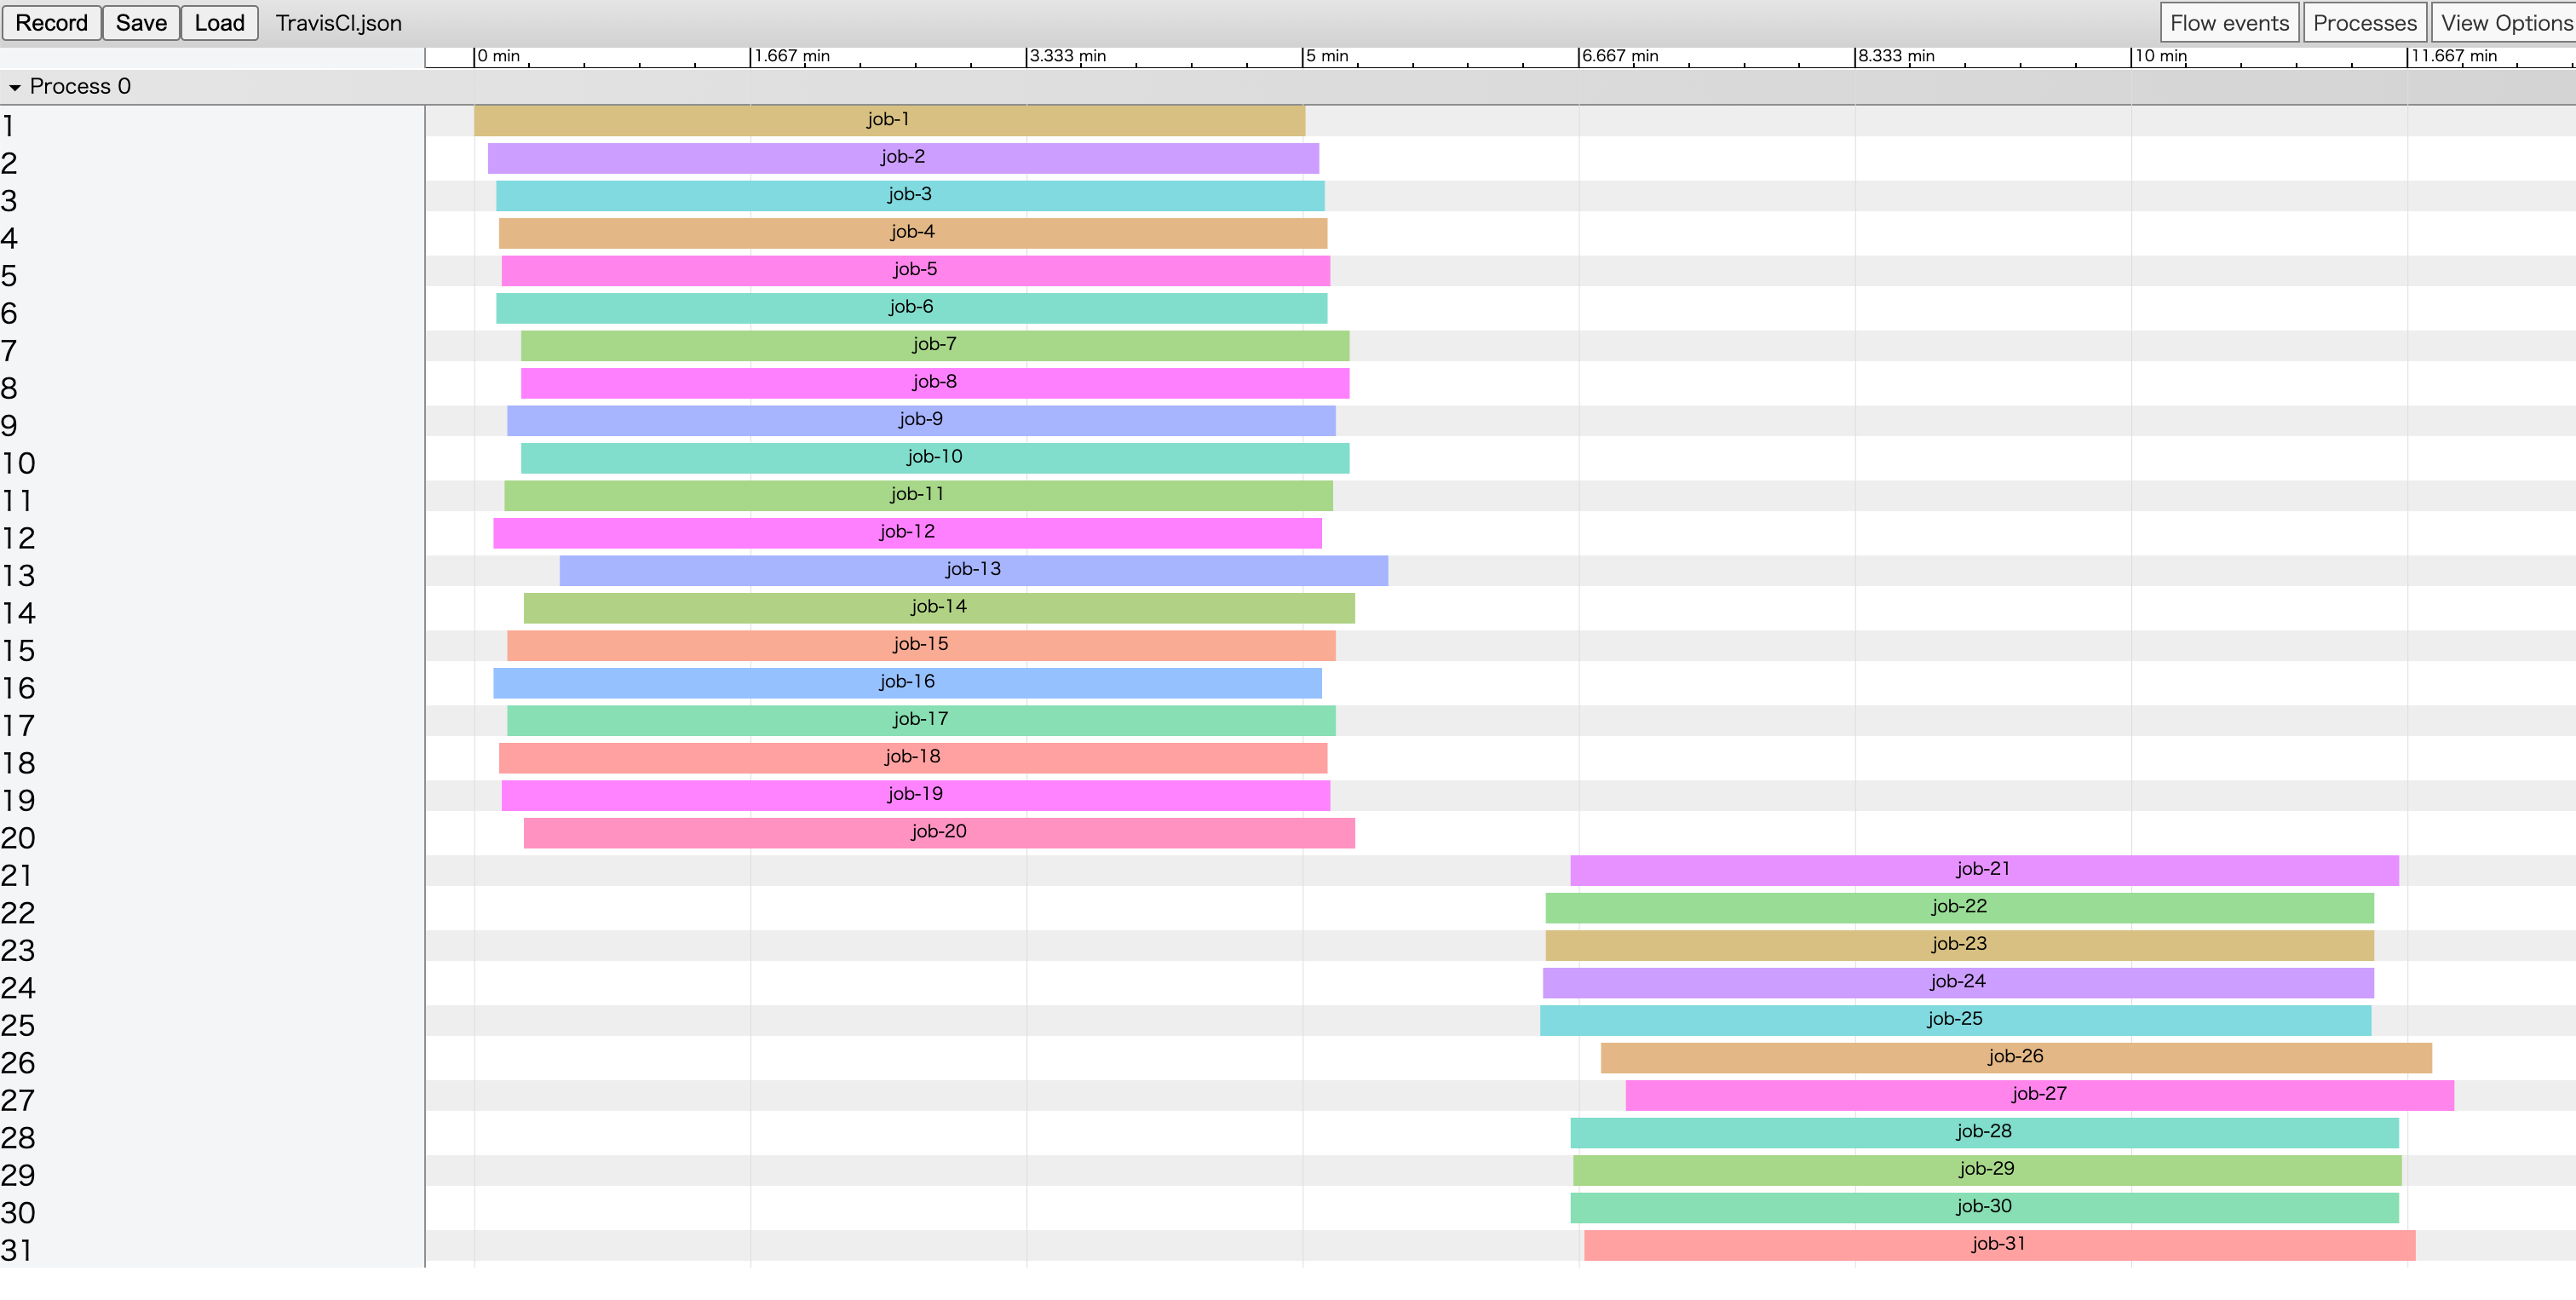 Record Save Load TravisCI.json Flow events Processes View Options
0 min 1.667 min 3.333 min 5 min 6.667 min 8.333 min 10 min 11.667 min
Process 0
1 job-1
2 job-2
3 job-3
4 job-4
5 job-5
6 job-6
7 job-7
8 job-8
9 job-9
10 job-10
11 job-11
12 job-12
13 job-13
14 job-14
15 job-15
16 job-16
17 job-17
18 job-18
19 job-19
20 job-20
21 job-21
22 job-22
23 job-23
24 job-24
25 job-25
26 job-26
27 job-27
28 job-28
29 job-29
30 job-30
31 job-31